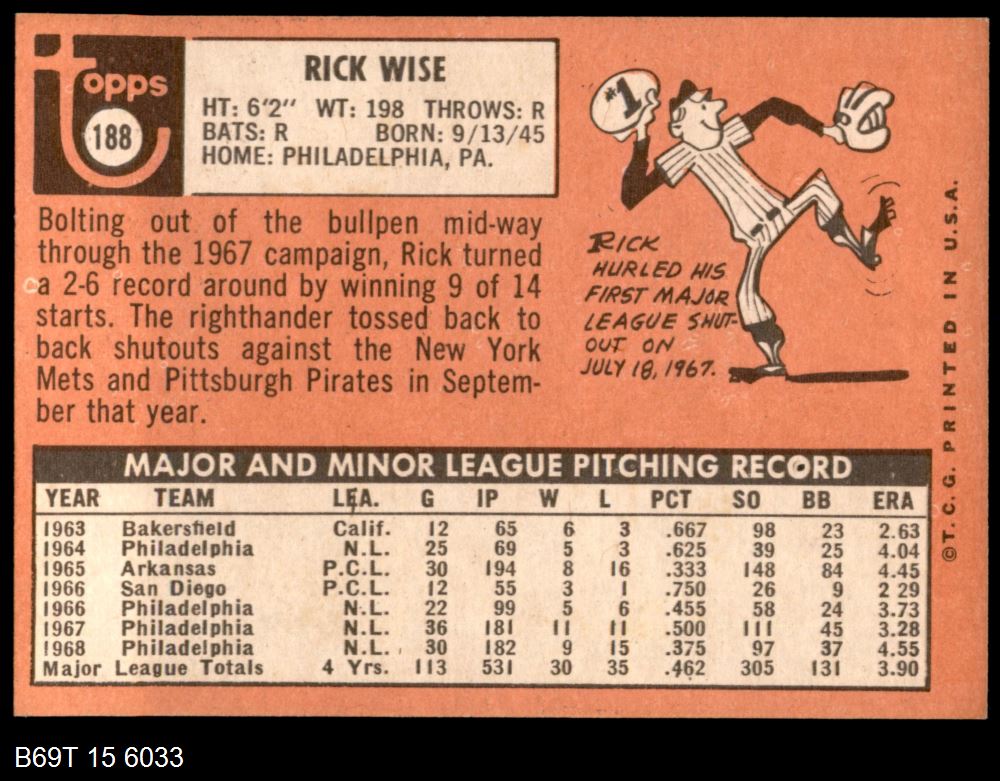 topps
188
RICK WISE
HT: 6'2" WT: 198 THROWS: R
BATS: R BORN: 9/13/45
HOME: PHILADELPHIA, PA.
Bolting out of the bullpen mid-way
through the 1967 campaign, Rick turned
a 2-6 record around by winning 9 of 14
starts. The righthander tossed back to
back shutouts against the New York
Mets and Pittsburgh Pirates in Septem-
ber that year.
#1
RICK
HURLED HIS
FIRST MAJOR
LEAGUE SHUT-
OUT ON
JULY 18, 1967.
©T. C. G. PRINTED IN U.S.A.
MAJOR AND MINOR LEAGUE PITCHING RECORD
YEAR TEAM LEA. G IP W L PCT SO BB ERA
1963 Bakersfield Calif. 12 65 6 3 .667 98 23 2.63
1964 Philadelphia N.L. 25 69 5 3 .625 39 25 4.04
1965 Arkansas P.C.L. 30 194 8 16 .333 148 84 4.45
1966 San Diego P.C.L. 12 55 3 1 .750 26 9 2 29
1966 Philadelphia N.L. 22 99 5 6 .455 58 24 3.73
1967 Philadelphia N.L. 36 181 11 11 .500 111 45 3.28
1968 Philadelphia N.L. 30 182 9 15 .375 97 37 4.55
Major League Totals 4 Yrs. 113 531 30 35 .462 305 131 3.90
B69T 15 6033